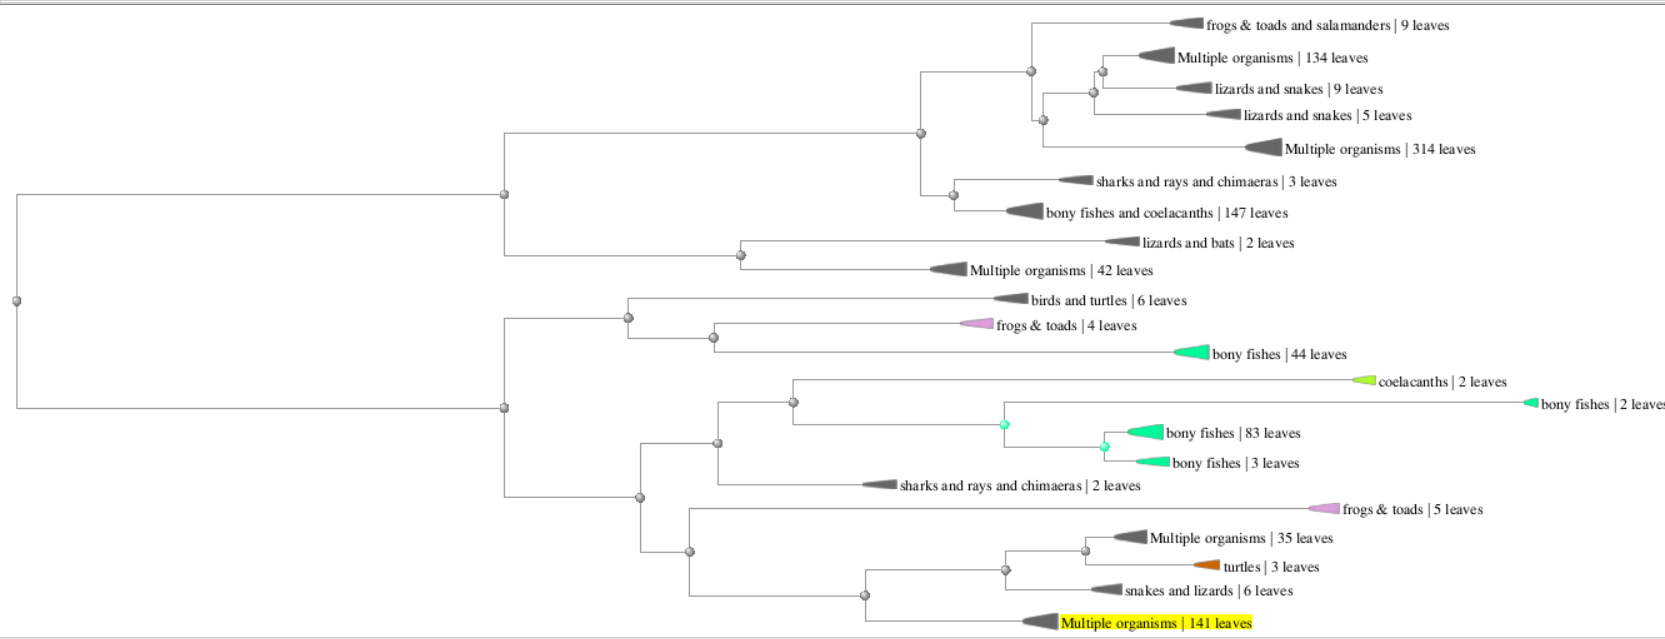 frogs & toads and salamanders | 9 leaves
Multiple organisms | 134 leaves
lizards and snakes | 9 leaves
lizards and snakes | 5 leaves
Multiple organisms | 314 leaves
sharks and rays and chimaeras | 3 leaves
bony fishes and coelacanths | 147 leaves
lizards and bats | 2 leaves
Multiple organisms | 42 leaves
birds and turtles | 6 leaves
frogs & toads | 4 leaves
bony fishes | 44 leaves
coelacanths | 2 leaves
bony fishes | 2 leaves
bony fishes | 83 leaves
bony fishes | 3 leaves
sharks and rays and chimaeras | 2 leaves
frogs & toads | 5 leaves
Multiple organisms | 35 leaves
turtles | 3 leaves
snakes and lizards | 6 leaves
Multiple organisms | 141 leaves